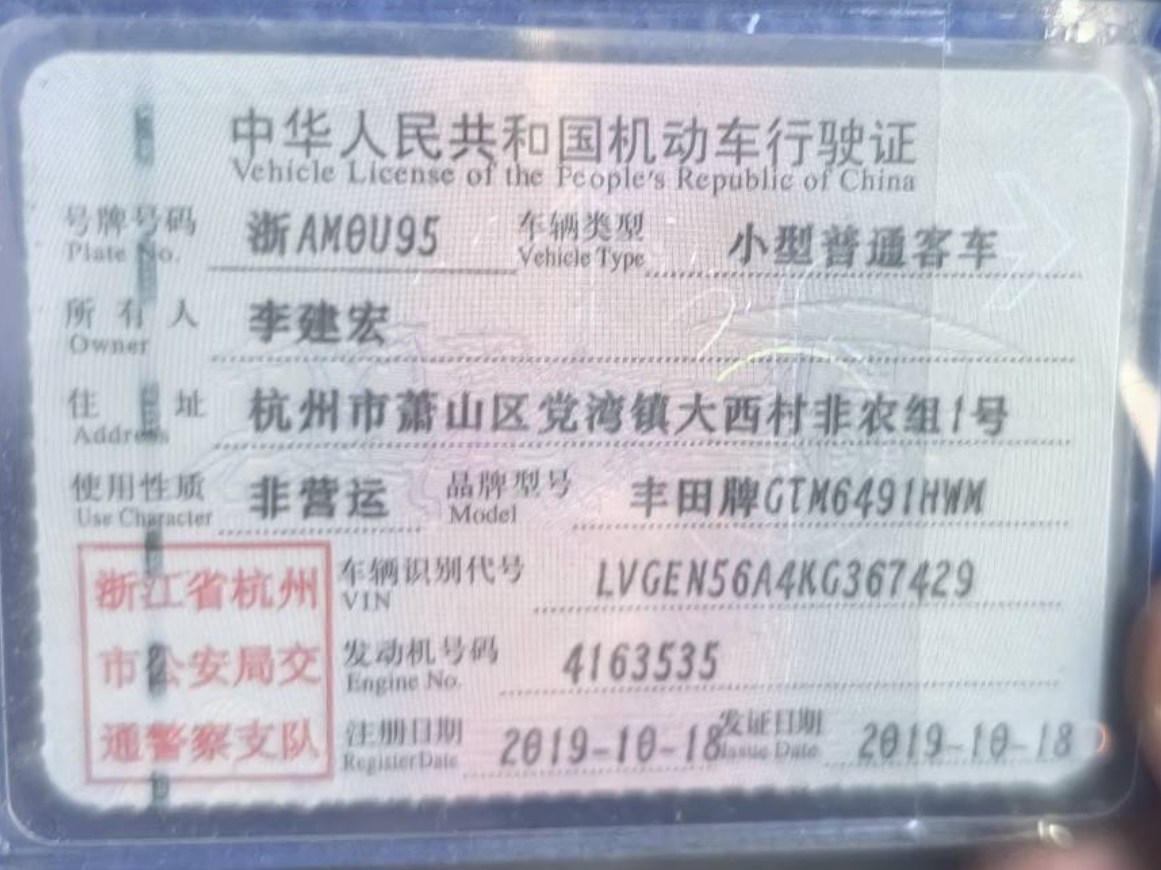 中华人民共和国机动车行驶证
Vehicle License of the People's Republic of China
号牌号码 浙AM0U95 车辆类型 小型普通客车
Plate No. Vehicle Type
所有人 李建宏
Owner
住址 杭州市萧山区党湾镇大西村非农组1号
Address
使用性质 非营运 品牌型号 丰田牌GTM6491HWM
Use Character Model
浙江省杭州 车辆识别代号 LVGEN56A4KG367429
VIN
市公安局交 发动机号码 4163535
Engine No.
通警察支队 注册日期 2019-10-18 发证日期 2019-10-18
Register Date Issue Date